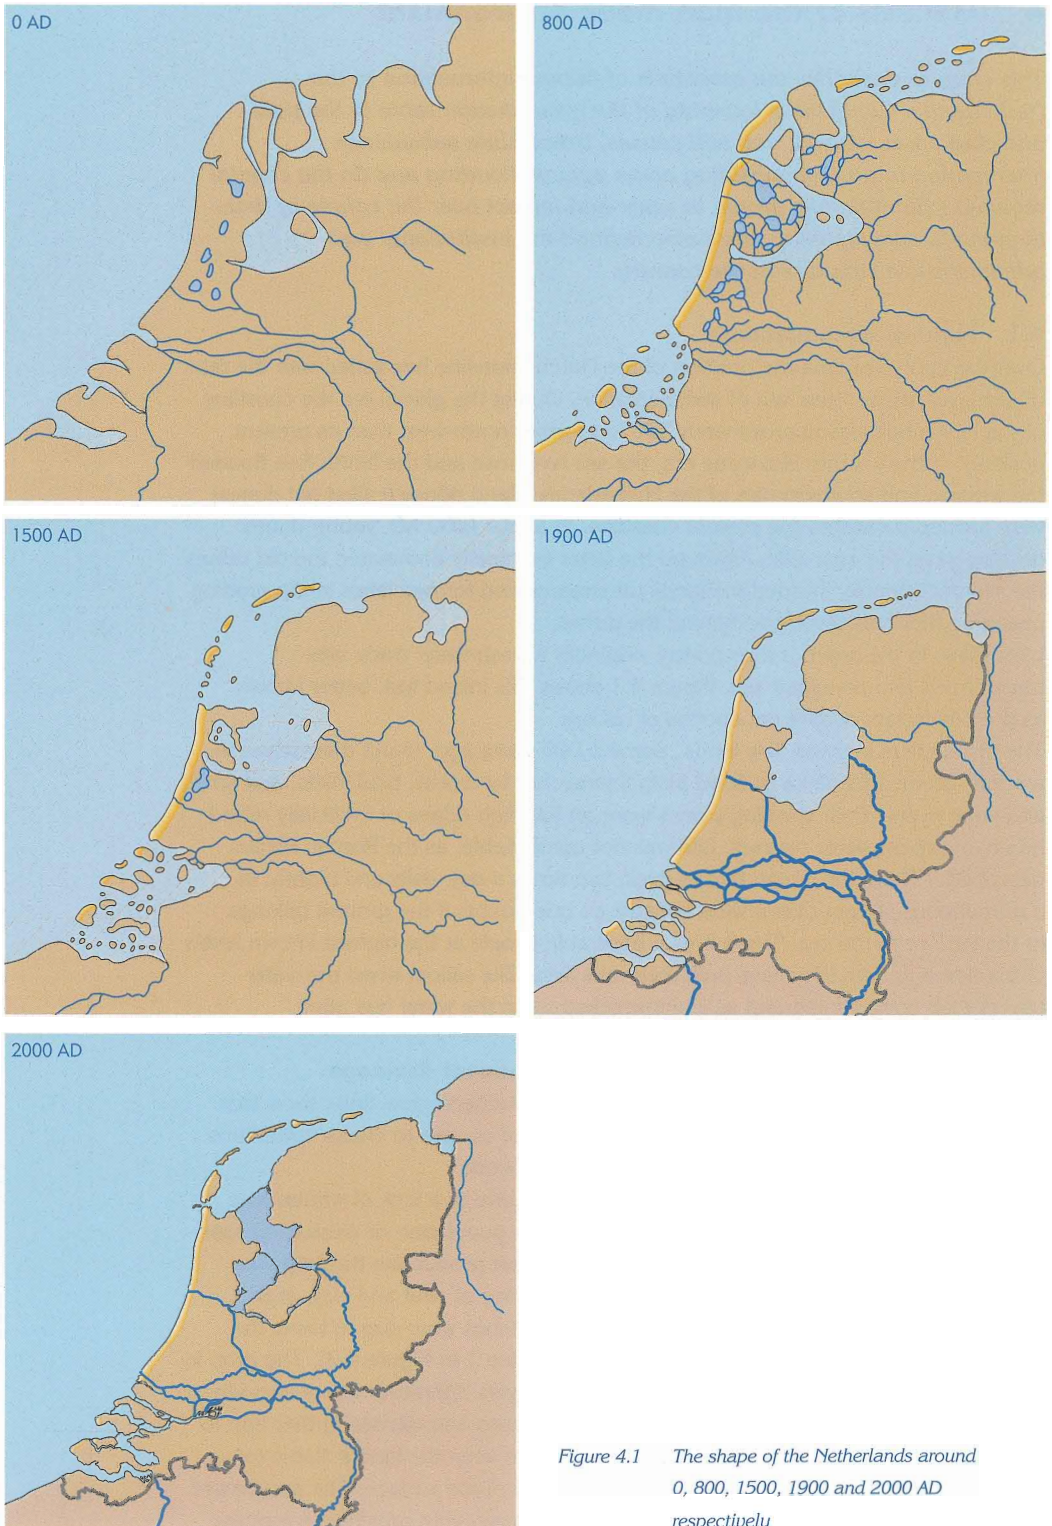 0 AD
800 AD
1500 AD
1900 AD
2000 AD
Figure 4.1 The shape of the Netherlands around
0, 800, 1500, 1900 and 2000 AD
respectively